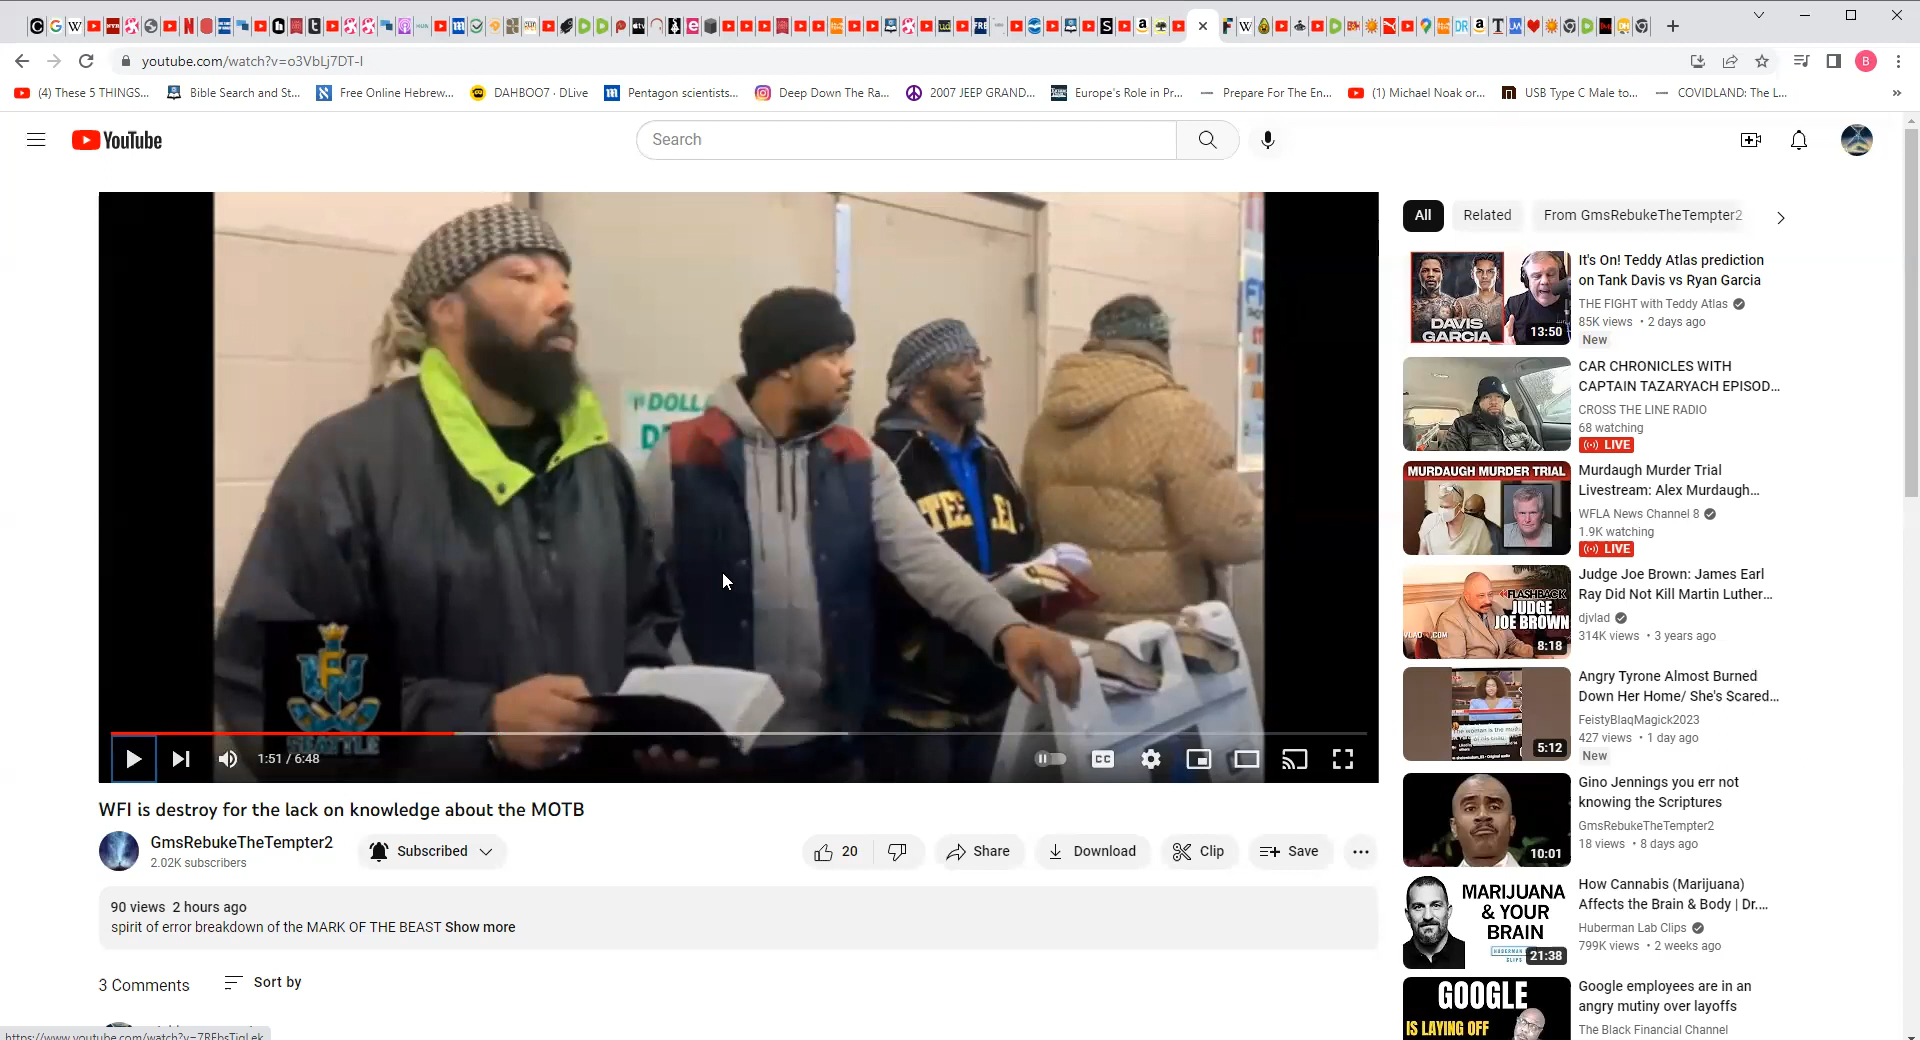 youtube.com/watch?v=o3VbLj7DT-I
B
(4) These 5 THINGS...
Bible Search and St...
Free Online Hebrew...
DAHBOO7 · DLive
Pentagon scientists...
Deep Down The Ra...
2007 JEEP GRAND...
Europe's Role in Pr...
Prepare For The En...
(1) Michael Noak or...
USB Type C Male to...
COVIDLAND: The L...
YouTube
Search
SEATTLE
1:51 / 6:48
CC
WFI is destroy for the lack on knowledge about the MOTB
GmsRebukeTheTempter2
2.02K subscribers
Subscribed
20
Share
Download
Clip
Save
90 views 2 hours ago
spirit of error breakdown of the MARK OF THE BEAST Show more
3 Comments
Sort by
All
Related
From GmsRebukeTheTempter2
DAVIS
GARCIA
13:50
It's On! Teddy Atlas prediction
on Tank Davis vs Ryan Garcia
THE FIGHT with Teddy Atlas
85K views • 2 days ago
New
CAR CHRONICLES WITH
CAPTAIN TAZARYACH EPISOD...
CROSS THE LINE RADIO
68 watching
LIVE
MURDAUGH MURDER TRIAL
Murdaugh Murder Trial
Livestream: Alex Murdaugh...
WFLA News Channel 8
1.9K watching
LIVE
FLASHBACK
JUDGE
JOE BROWN
8:18
Judge Joe Brown: James Earl
Ray Did Not Kill Martin Luther...
djvlad
314K views • 3 years ago
5:12
Angry Tyrone Almost Burned
Down Her Home/ She's Scared...
FeistyBlaqMagick2023
427 views • 1 day ago
New
10:01
Gino Jennings you err not
knowing the Scriptures
GmsRebukeTheTempter2
18 views • 8 days ago
MARIJUANA
& YOUR
BRAIN
HUBERMAN
CLIPS
21:38
How Cannabis (Marijuana)
Affects the Brain & Body | Dr....
Huberman Lab Clips
799K views • 2 weeks ago
GOOGLE
IS LAYING OFF
Google employees are in an
angry mutiny over layoffs
The Black Financial Channel